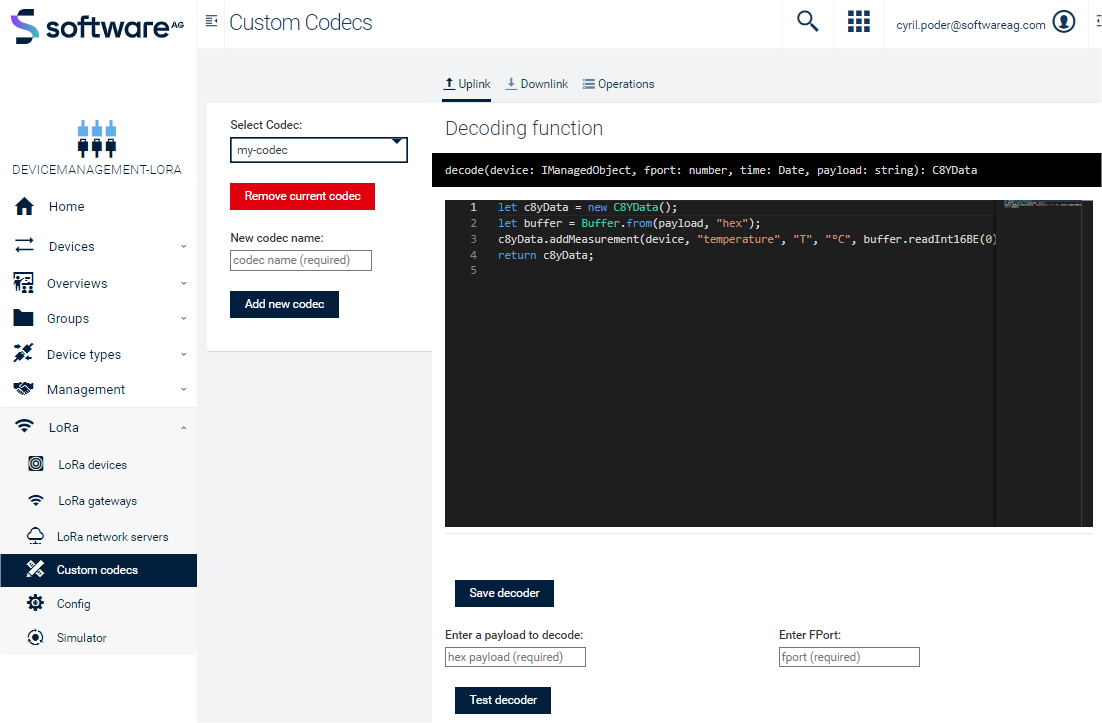 software AG
Custom Codecs
cyril.poder@softwareag.com
DEVICEMANAGEMENT-LORA
Home
Devices
Overviews
Groups
Device types
Management
LoRa
LoRa devices
LoRa gateways
LoRa network servers
Custom codecs
Config
Simulator
Select Codec:
my-codec
Remove current codec
New codec name:
codec name (required)
Add new codec
Uplink Downlink Operations
Decoding function
decode(device: IManagedObject, fport: number, time: Date, payload: string): C8YData
1 let c8yData = new C8YData();
2 let buffer = Buffer.from(payload, "hex");
3 c8yData.addMeasurement(device, "temperature", "T", "°C", buffer.readInt16BE(0)
4 return c8yData;
5
Save decoder
Enter a payload to decode:
hex payload (required)
Enter FPort:
fport (required)
Test decoder